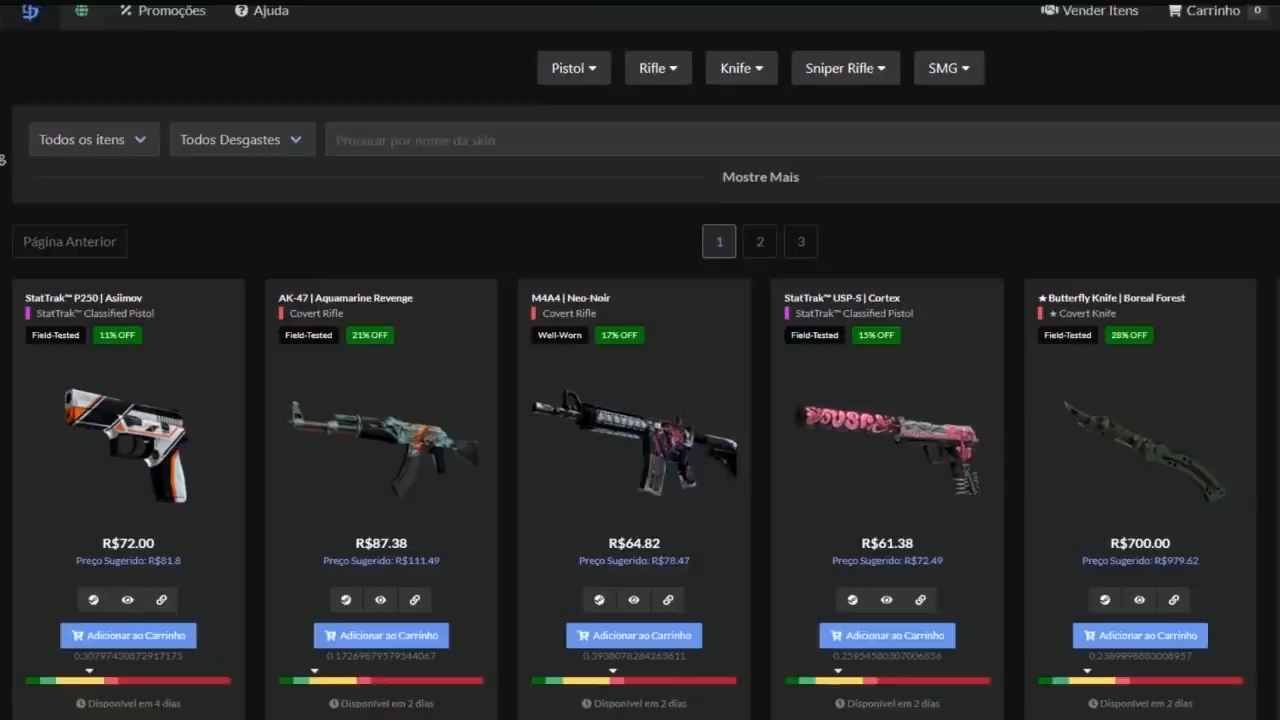 Promoções
Ajuda
Vender Itens
Carrinho 0
Pistol
Rifle
Knife
Sniper Rifle
SMG
Todos os itens
Todos Desgastes
Procurar por nome da skin
Mostre Mais
Página Anterior
1 2 3
StatTrak™ P250 | Asiimov
StatTrak™ Classified Pistol
Field-Tested 11% OFF
R$72.00
Preço Sugerido: R$81.8
Adicionar ao Carrinho
Disponível em 4 dias
AK-47 | Aquamarine Revenge
Covert Rifle
Field-Tested 21% OFF
R$87.38
Preço Sugerido: R$111.49
Adicionar ao Carrinho
Disponível em 2 dias
M4A4 | Neo-Noir
Covert Rifle
Well-Worn 17% OFF
R$64.82
Preço Sugerido: R$78.47
Adicionar ao Carrinho
Disponível em 2 dias
StatTrak™ USP-S | Cortex
StatTrak™ Classified Pistol
Field-Tested 15% OFF
R$61.38
Preço Sugerido: R$72.49
Adicionar ao Carrinho
Disponível em 2 dias
★ Butterfly Knife | Boreal Forest
★ Covert Knife
Field-Tested 28% OFF
R$700.00
Preço Sugerido: R$979.62
Adicionar ao Carrinho
Disponível em 2 dias